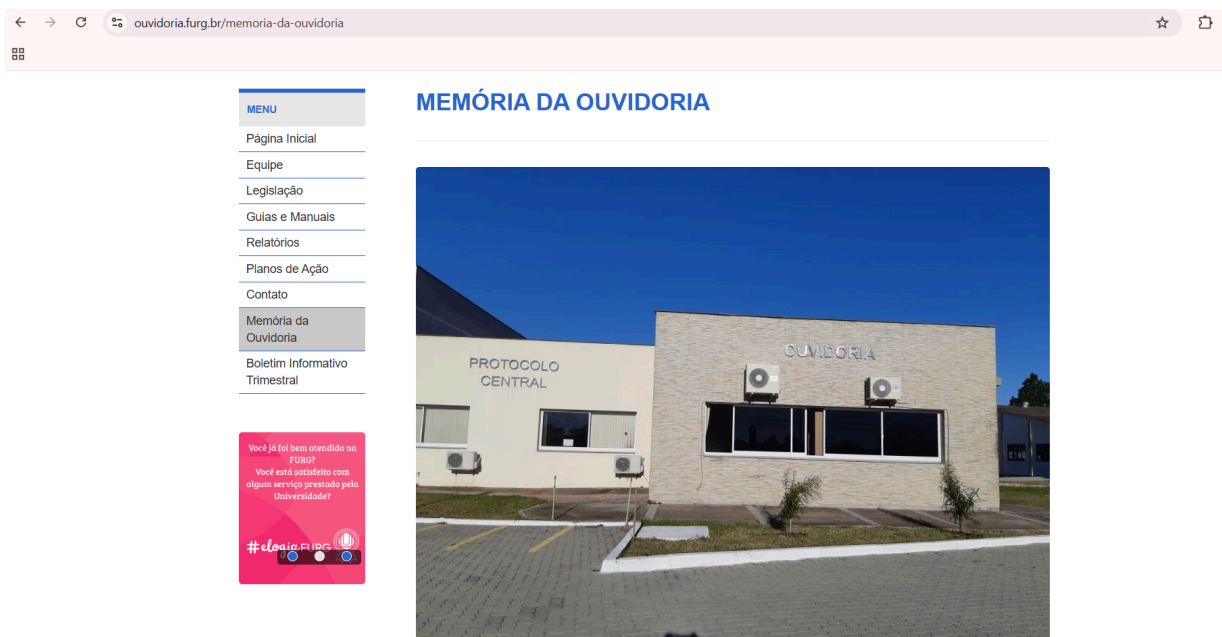 ouvidoria.furg.br/memoria-da-ouvidoria
MENU
Página Inicial
Equipe
Legislação
Guias e Manuais
Relatórios
Planos de Ação
Contato
Memória da
Ouvidoria
Boletim Informativo
Trimestral
Você já foi bem atendido na
FURG?
Você está satisfeito com
algum serviço prestado pela
Universidade?
#elogiaFURG
MEMÓRIA DA OUVIDORIA
PROTOCOLO
CENTRAL
OUVIDORIA